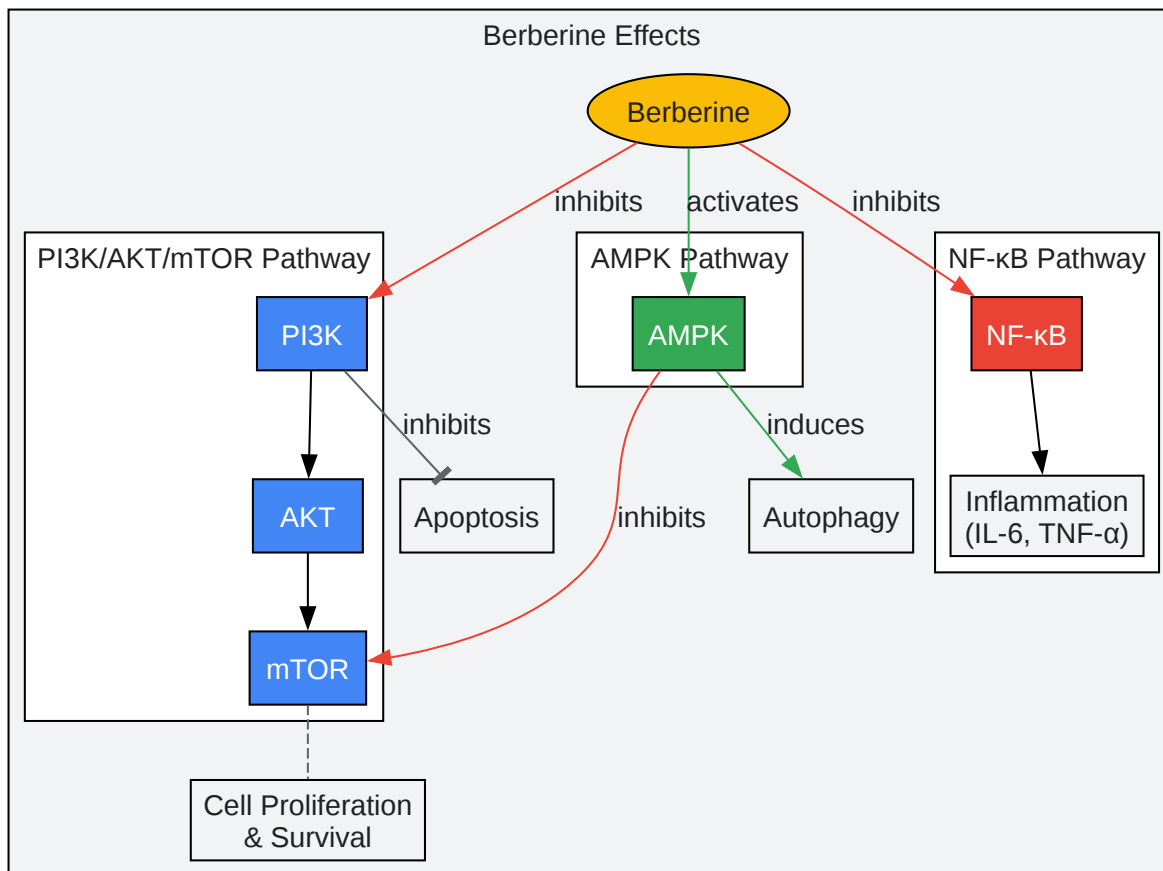 Berberine Effects
Berberine
inhibits
activates
inhibits
PI3K/AKT/mTOR Pathway
AMPK Pathway
NF-κB Pathway
PI3K
AMPK
NF-κB
inhibits
induces
AKT
Apoptosis
inhibits
Autophagy
Inflammation
(IL-6, TNF-α)
mTOR
Cell Proliferation
& Survival